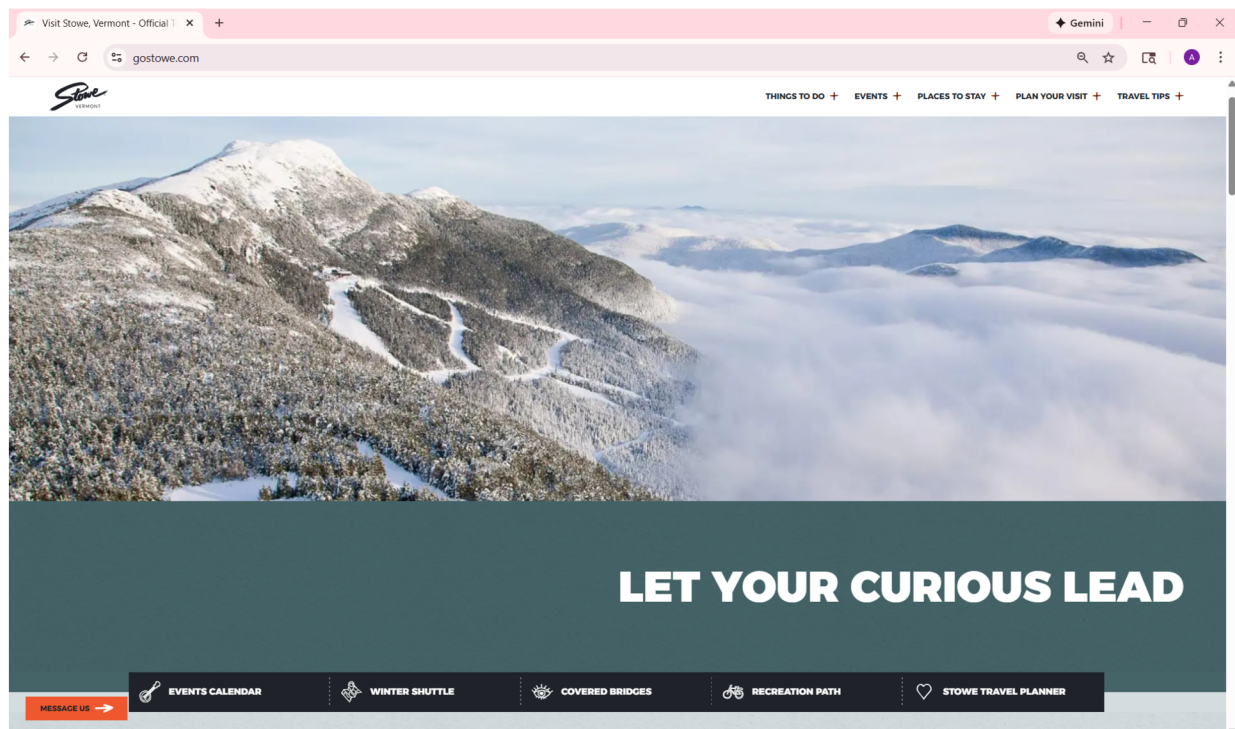 Visit Stowe, Vermont - Official T
Gemini
gostowe.com
A
Stowe
VERMONT
THINGS TO DO +
EVENTS +
PLACES TO STAY +
PLAN YOUR VISIT +
TRAVEL TIPS +
LET YOUR CURIOUS LEAD
EVENTS CALENDAR
WINTER SHUTTLE
COVERED BRIDGES
RECREATION PATH
STOWE TRAVEL PLANNER
MESSAGE US